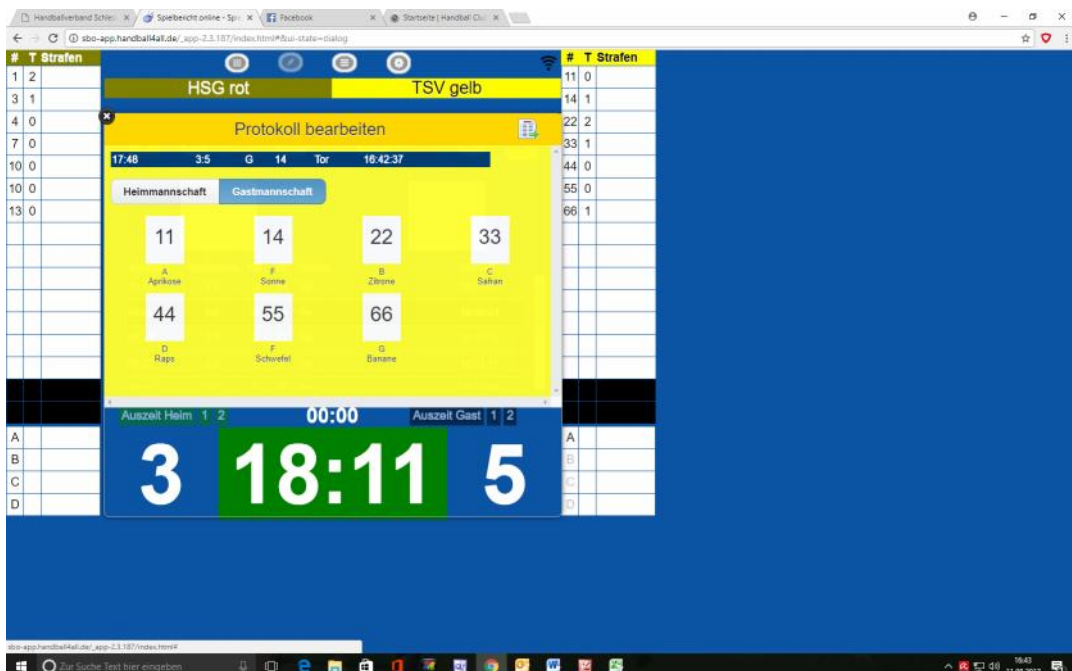 Handballverband Schles
Spielbericht online - Spi
Facebook
Startseite | Handball Clu
sbo-app.handball4all.de/_app-2.3.187/index.html#&ui-state=dialog
# T Strafen
1 2
3 1
4 0
7 0
10 0
10 0
13 0
A
B
C
D
HSG rot
TSV gelb
Protokoll bearbeiten
17:48 3:5 G 14 Tor 16:42:37
Heimmannschaft Gastmannschaft
11 14 22 33
A F B C
Aprikose Sonne Zitrone Safran
44 55 66
D F G
Raps Schwefel Banane
Auszeit Heim 1 2
00:00
Auszeit Gast 1 2
3 18:11 5
# T Strafen
11 0
14 1
22 2
33 1
44 0
55 0
66 1
A
B
C
D
sbo-app.handball4all.de/_app-2.3.187/index.html#
Zur Suche Text hier eingeben
16:43